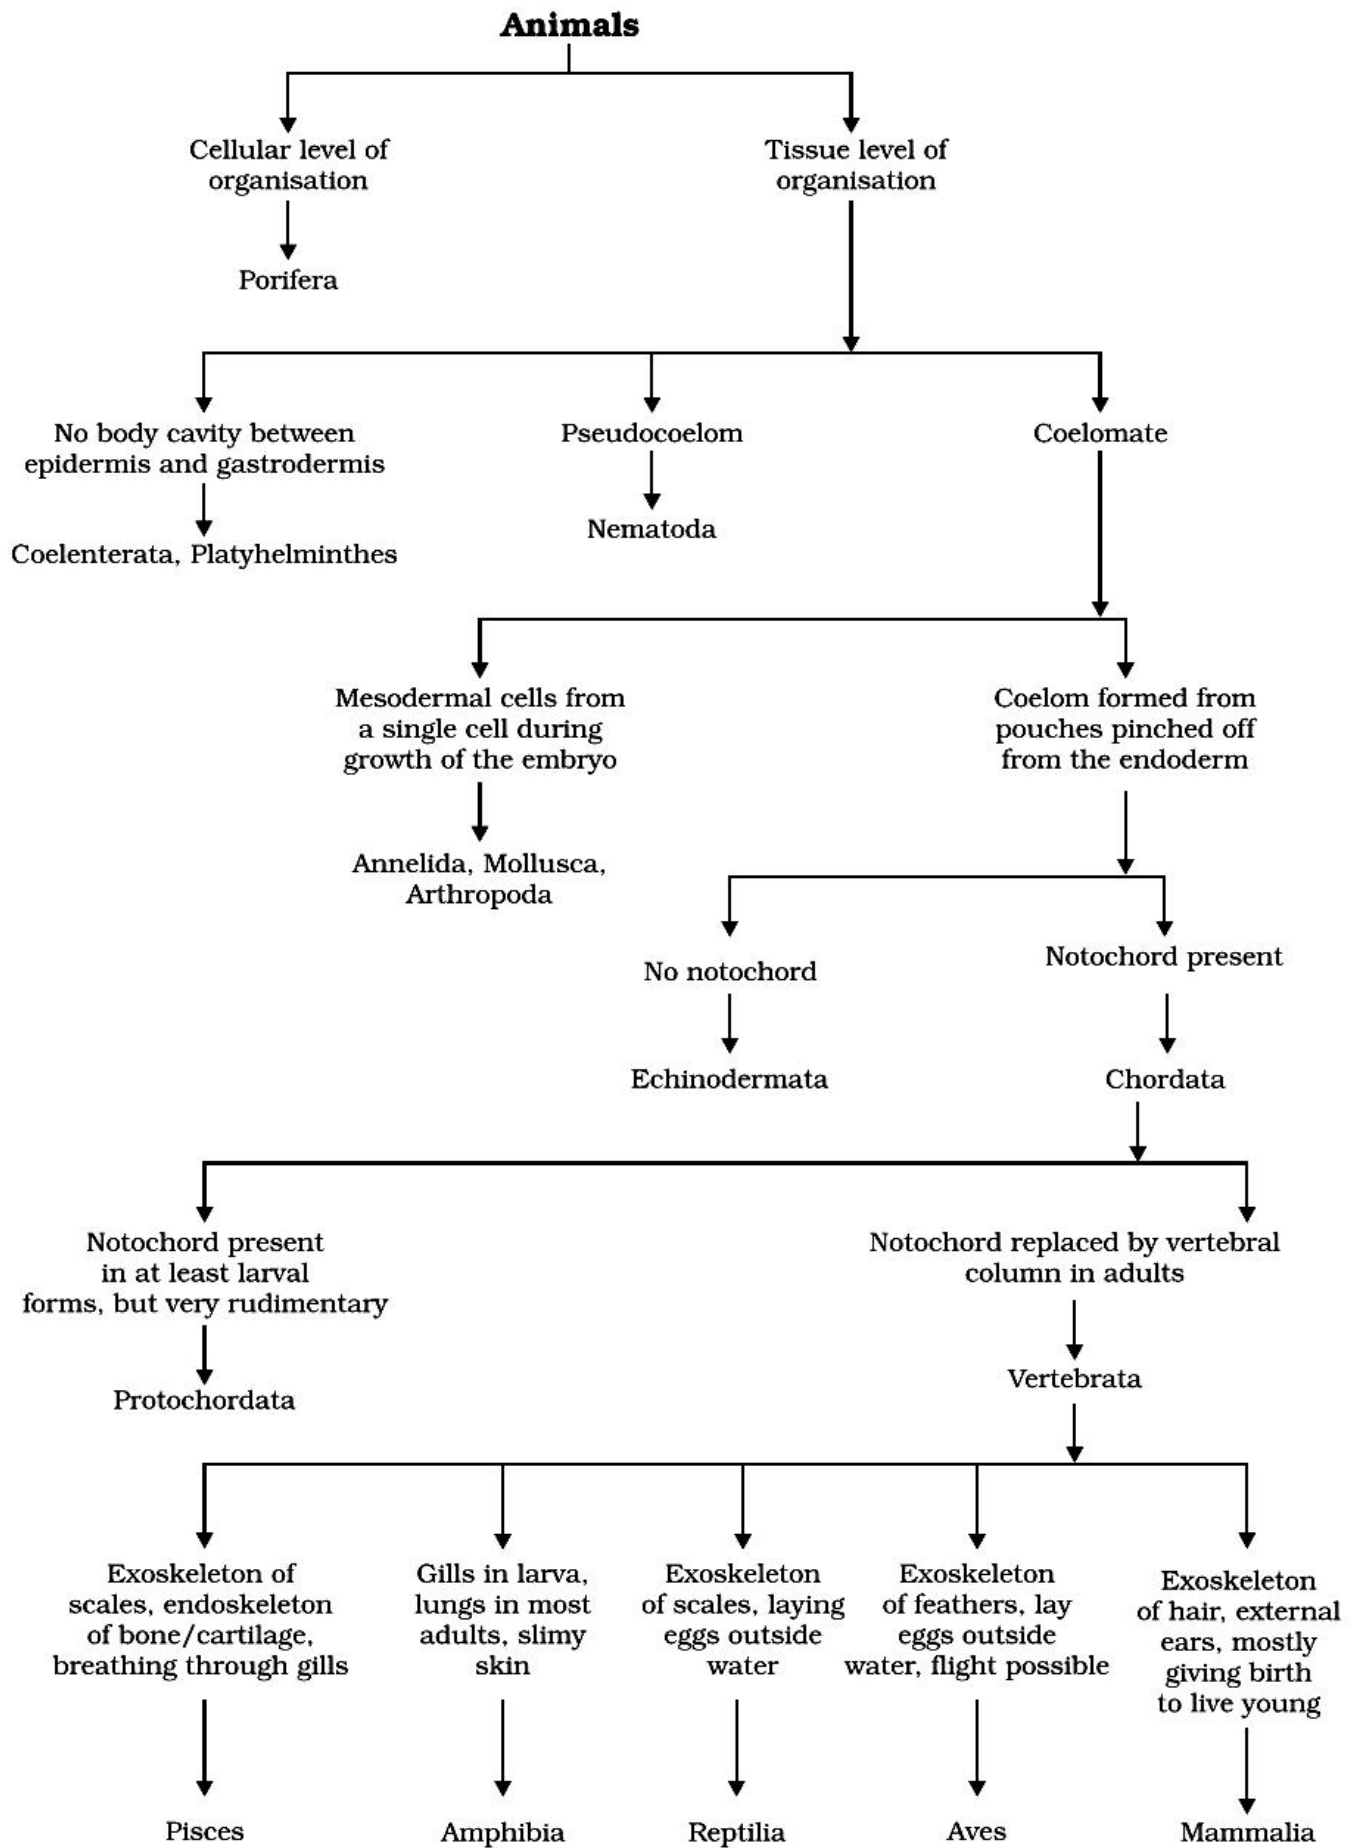 Animals
Cellular level of
organisation
Tissue level of
organisation
Porifera
No body cavity between
epidermis and gastrodermis
Pseudocoelom
Coelomate
Nematoda
Coelenterata, Platyhelminthes
Mesodermal cells from
a single cell during
growth of the embryo
Coelom formed from
pouches pinched off
from the endoderm
Annelida, Mollusca,
Arthropoda
No notochord
Notochord present
Echinodermata
Chordata
Notochord present
in at least larval
forms, but very rudimentary
Notochord replaced by vertebral
column in adults
Protochordata
Vertebrata
Exoskeleton of
scales, endoskeleton
of bone/cartilage,
breathing through gills
Gills in larva,
lungs in most
adults, slimy
skin
Exoskeleton
of scales, laying
eggs outside
water
Exoskeleton
of feathers, lay
eggs outside
water, flight possible
Exoskeleton
of hair, external
ears, mostly
giving birth
to live young
Pisces
Amphibia
Reptilia
Aves
Mammalia